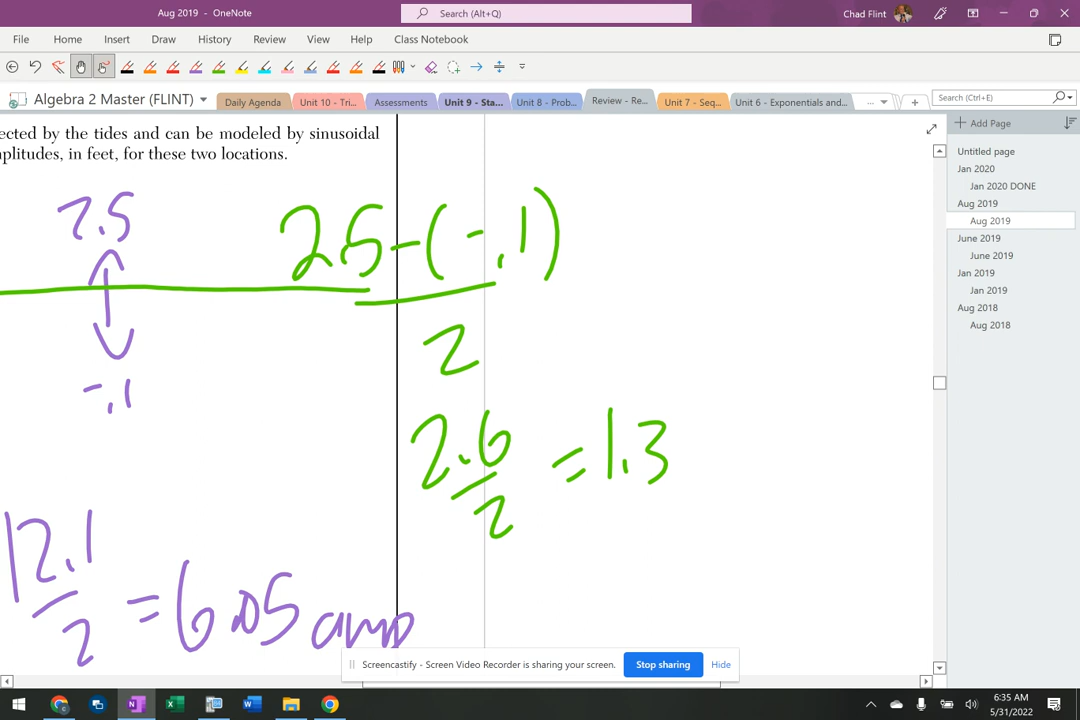 Aug 2019 - OneNote
Search (Alt+Q)
Chad Flint
File Home Insert Draw History Review View Help Class Notebook
Algebra 2 Master (FLINT)
Daily Agenda
Unit 10 - Tri...
Assessments
Unit 9 - Sta...
Unit 8 - Prob...
Review - Re...
Unit 7 - Seq...
Unit 6 - Exponentials and...
...
Search (Ctrl+E)
Add Page
Untitled page
Jan 2020
Jan 2020 DONE
Aug 2019
Aug 2019
June 2019
June 2019
Jan 2019
Jan 2019
Aug 2018
Aug 2018
ected by the tides and can be modeled by sinusoidal
nplitudes, in feet, for these two locations.
2.5
-.1
2.5-(-.1)
2
2.6
2
=1.3
12.1
2
=6.05 amp
Screencastify - Screen Video Recorder is sharing your screen.
Stop sharing
Hide
6:35 AM
5/31/2022